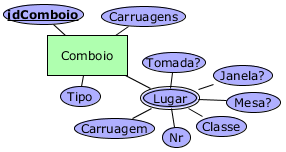 idComboio
Carruagens
Comboio
Tomada?
Janela?
Tipo
Lugar
Mesa?
Carruagem
Classe
Nr